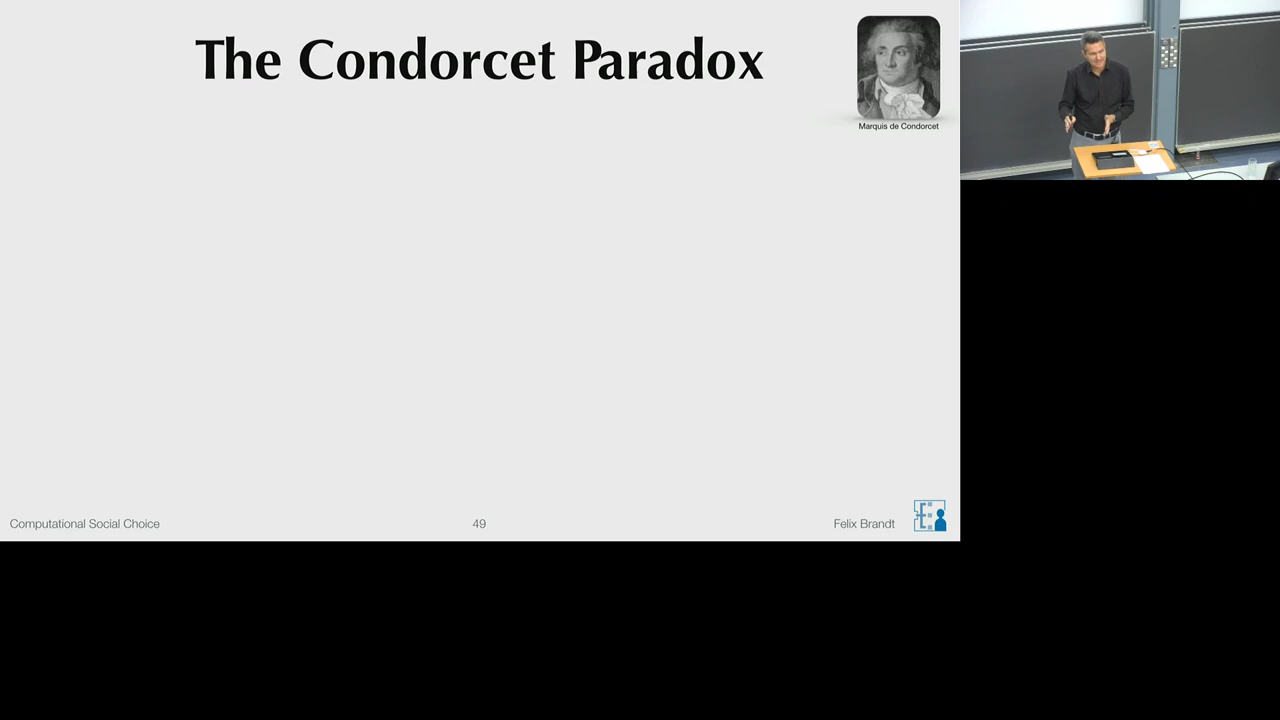 The Condorcet Paradox
Marquis de Condorcet
Computational Social Choice
49
Felix Brandt